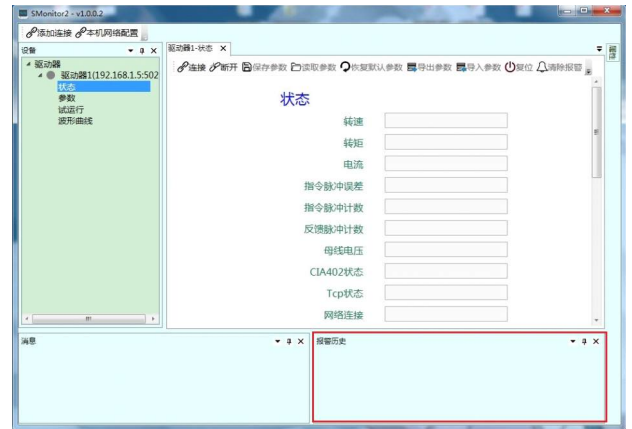 SMonitor2 - v1.0.0.2
添加连接 本机网络配置
设备
驱动器
驱动器1(192.168.1.5:502
状态
参数
试运行
波形曲线
驱动器1-状态
连接 断开 保存参数 读取参数 恢复默认参数 导出参数 导入参数 复位 清除报警
状态
转速
转矩
电流
指令脉冲误差
指令脉冲计数
反馈脉冲计数
母线电压
CIA402状态
Tcp状态
网络连接
消息
报警历史